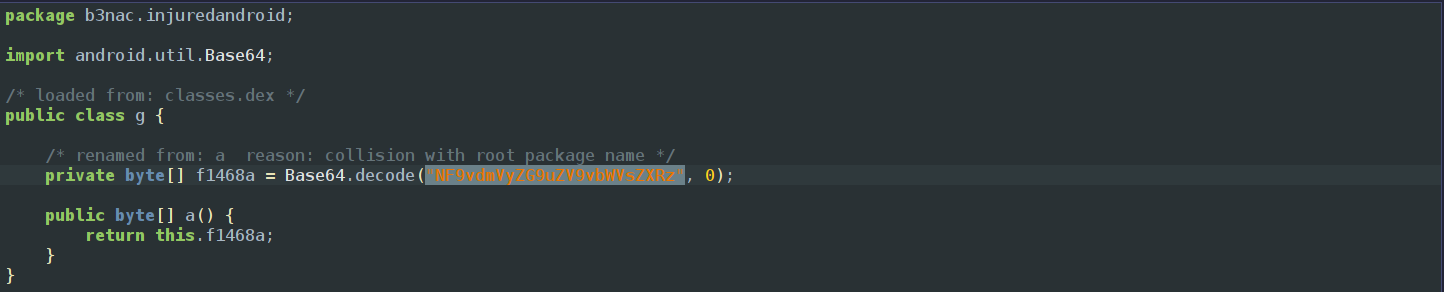 package b3nac.injuredandroid;
import android.util.Base64;
/* loaded from: classes.dex */
public class g {
/* renamed from: a  reason: collision with root package name */
private byte[] f1468a = Base64.decode("NF9vdmVyZG9uZV9vbWVsZXRz", 0);
public byte[] a() {
return this.f1468a;
}
}